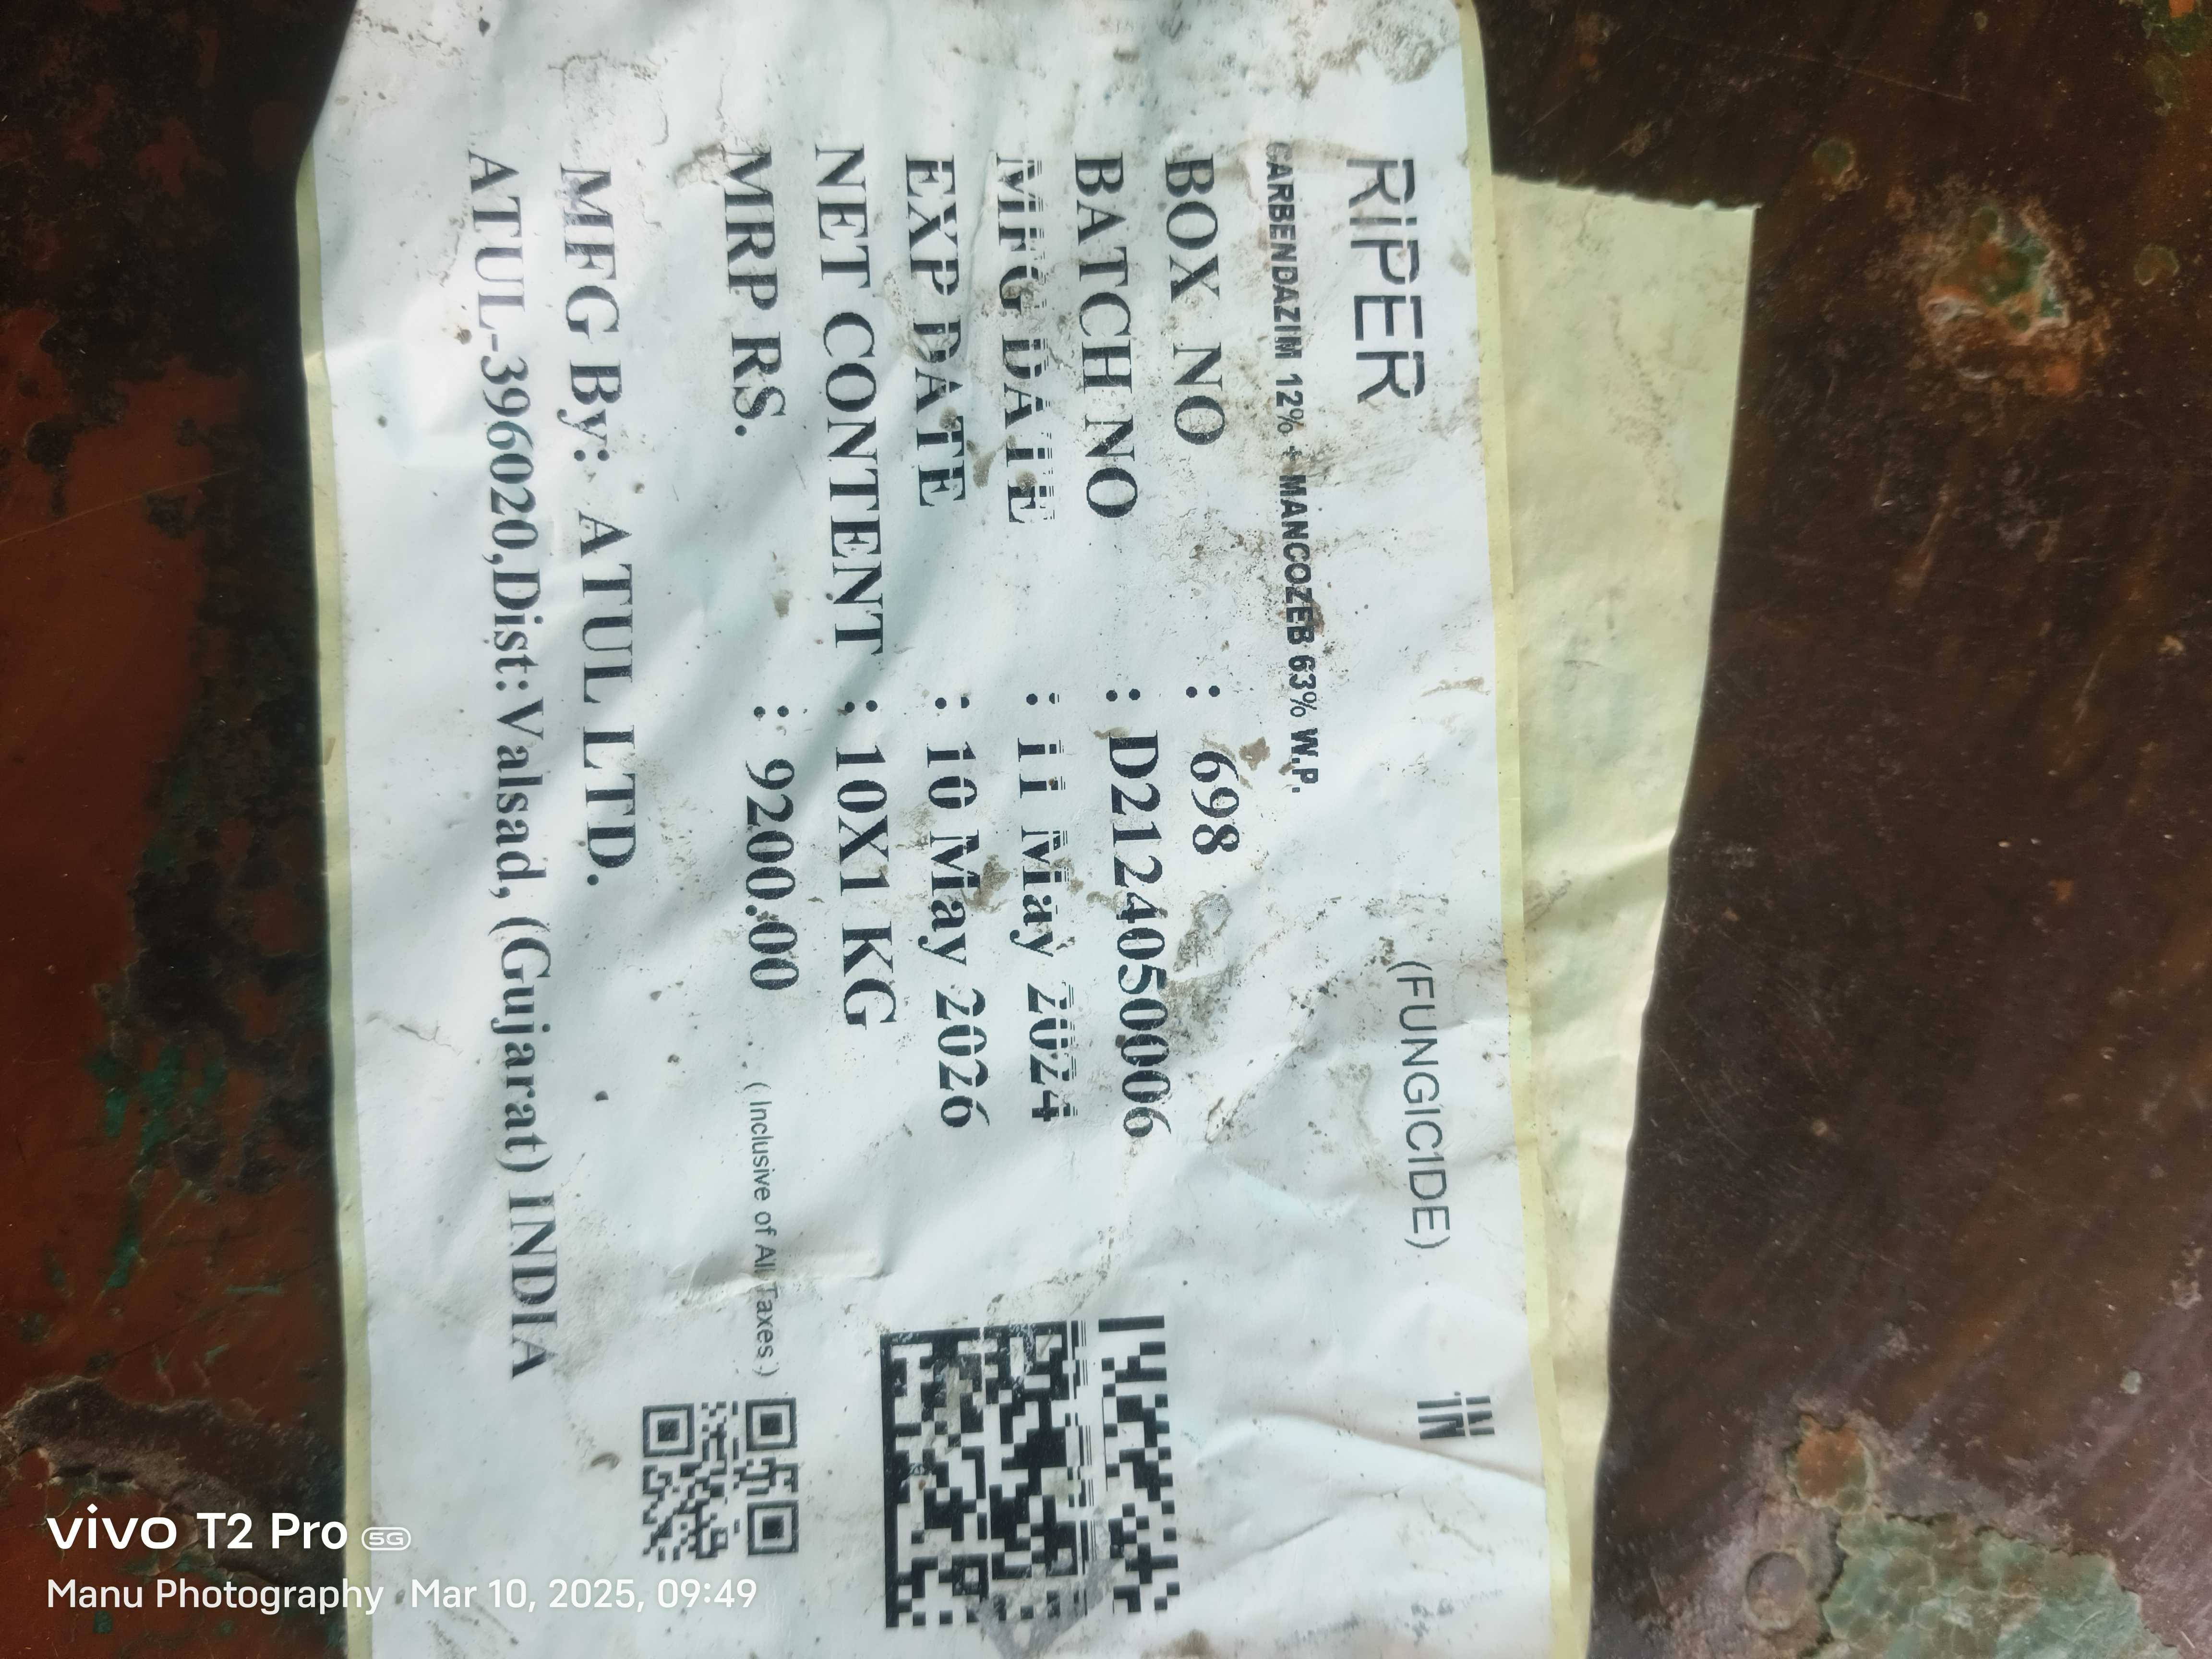 RIPER (FUNGICIDE) IN
CARBENDAZIM 12% + MANCOZEB 63% W.P.
BOX NO : 698
BATCH NO : D2124050006
MFG DATE : 11 May 2024
EXP DATE : 10 May 2026
NET CONTENT : 10X1 KG
MRP RS. : 9200.00 (Inclusive of All Taxes)
MFG By: ATUL LTD.
ATUL-396020,Dist:Valsad, (Gujarat) INDIA
vivo T2 Pro 5G
Manu Photography Mar 10, 2025, 09:49